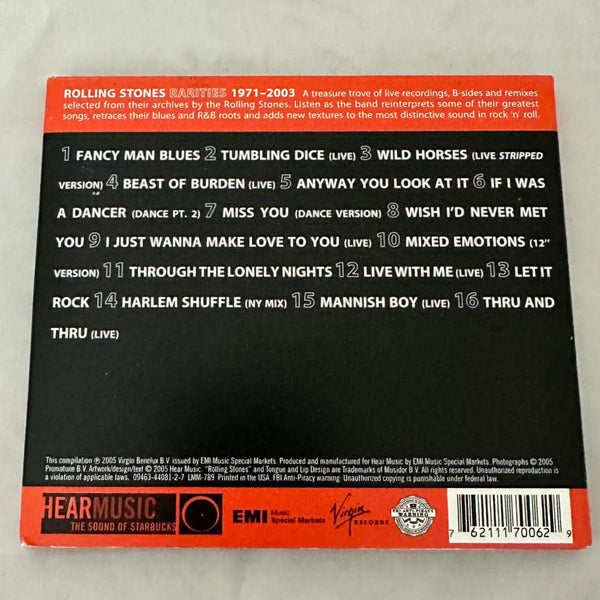 ROLLING STONES RARITIES 1971–2003 A treasure trove of live recordings, B-sides and remixes
selected from their archives by the Rolling Stones. Listen as the band reinterprets some of their greatest
songs, retraces their blues and R&B roots and adds new textures to the most distinctive sound in rock 'n' roll.
1 FANCY MAN BLUES 2 TUMBLING DICE (LIVE) 3 WILD HORSES (LIVE STRIPPED
VERSION) 4 BEAST OF BURDEN (LIVE) 5 ANYWAY YOU LOOK AT IT 6 IF I WAS
A DANCER (DANCE PT. 2) 7 MISS YOU (DANCE VERSION) 8 WISH I'D NEVER MET
YOU 9 I JUST WANNA MAKE LOVE TO YOU (LIVE) 10 MIXED EMOTIONS (12"
VERSION) 11 THROUGH THE LONELY NIGHTS 12 LIVE WITH ME (LIVE) 13 LET IT
ROCK 14 HARLEM SHUFFLE (NY MIX) 15 MANNISH BOY (LIVE) 16 THRU AND
THRU (LIVE)
This compilation ℗ 2005 Virgin Benelux B.V. issued by EMI Music Special Markets. Produced and manufactured for Hear Music by EMI Music Special Markets. Photographs © 2005
Promotone B.V. Artwork/design/text © 2005 Hear Music. "Rolling Stones" and Tongue and Lip Design are Trademarks of Musidor B.V. All rights reserved. Unauthorized reproduction is
a violation of applicable laws. 09463-44081-2-7 LMM-789 Printed in the USA. FBI Anti-Piracy warning: Unauthorized copying is punishable under federal law.
HEARMUSIC
THE SOUND OF STARBUCKS
EMI Music
Special Markets
Virgin
RECORDS
WARNING
7 62111 70062 9